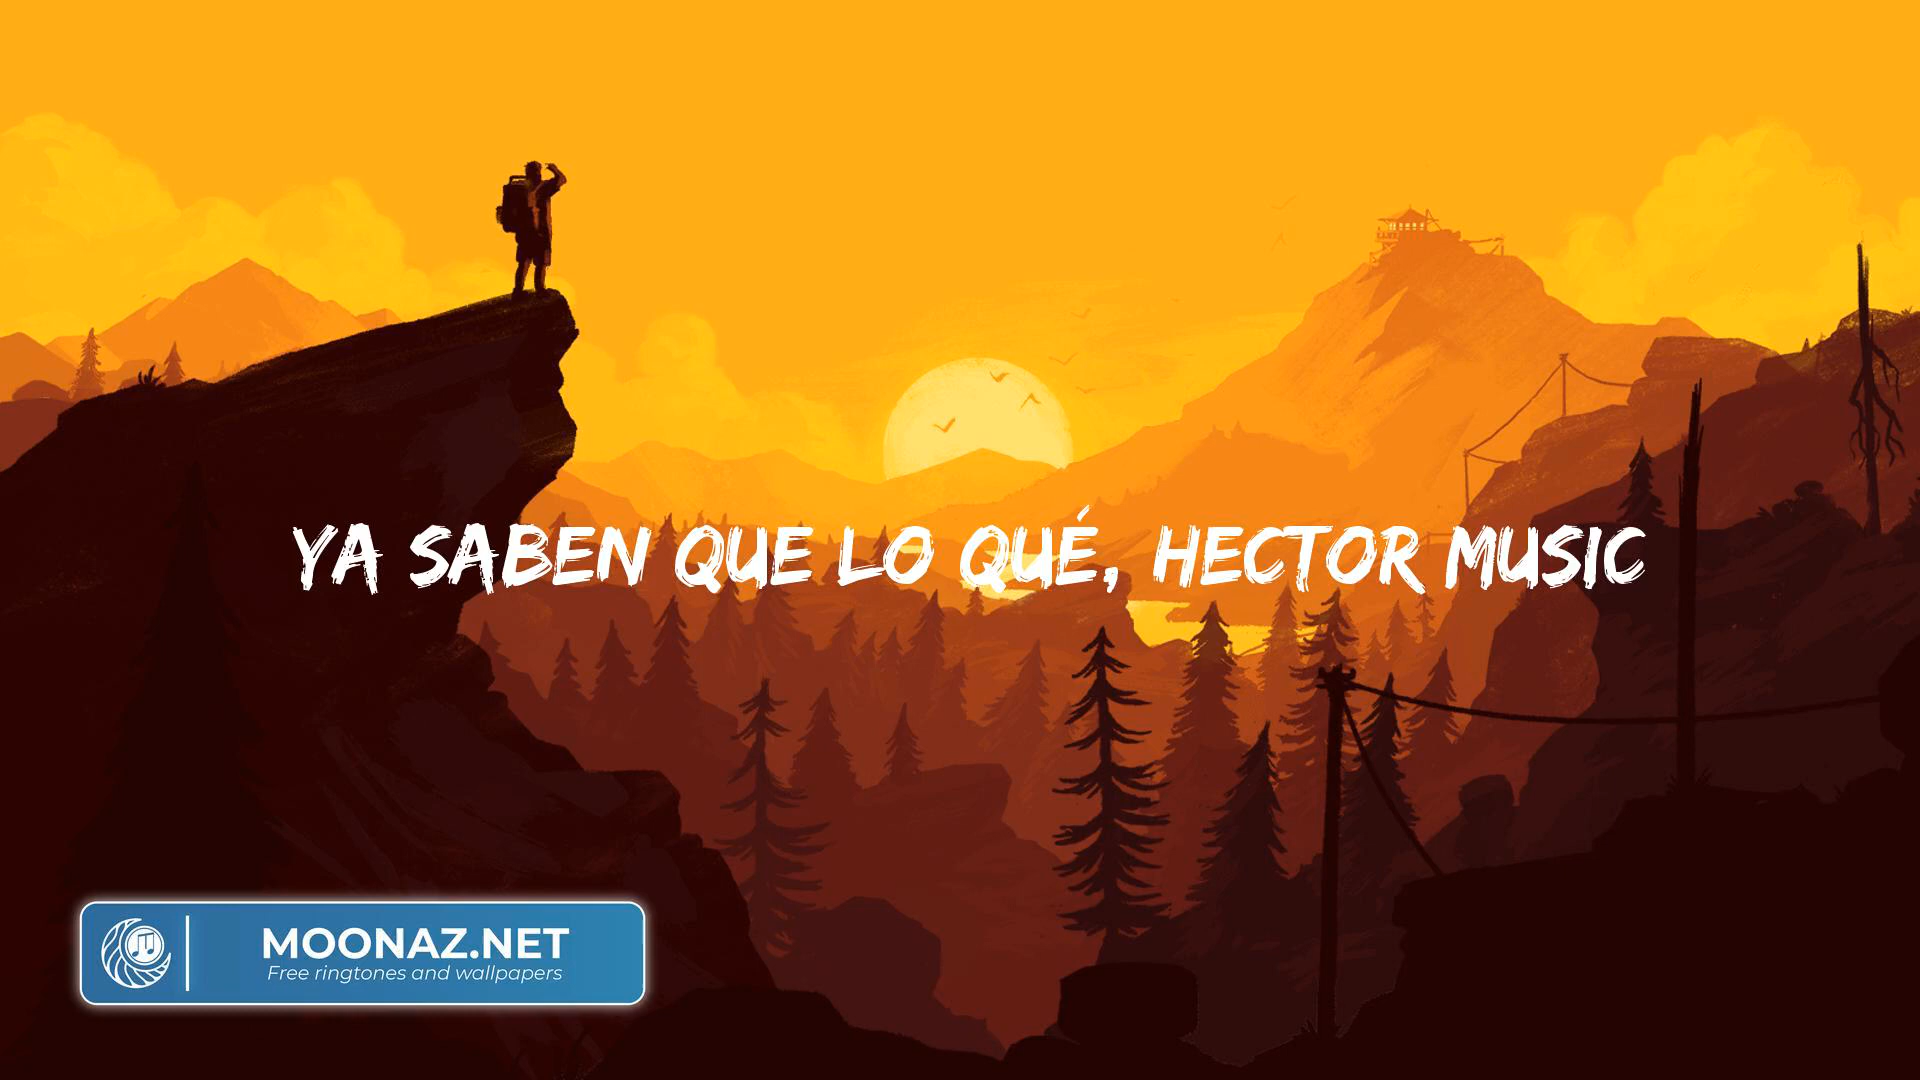 YA SABEN QUE LO QUÉ, HECTOR MUSIC
MOONAZ.NET
Free ringtones and wallpapers